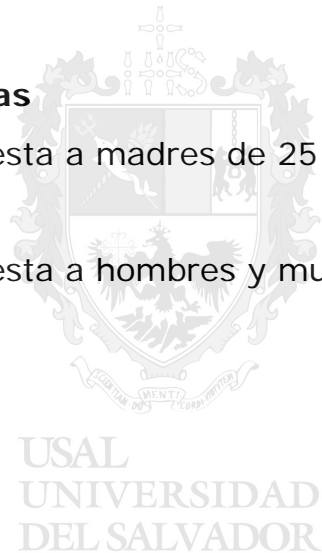 as
esta a madres de 25
esta a hombres y mu
USAL
UNIVERSIDAD
DEL SALVADOR